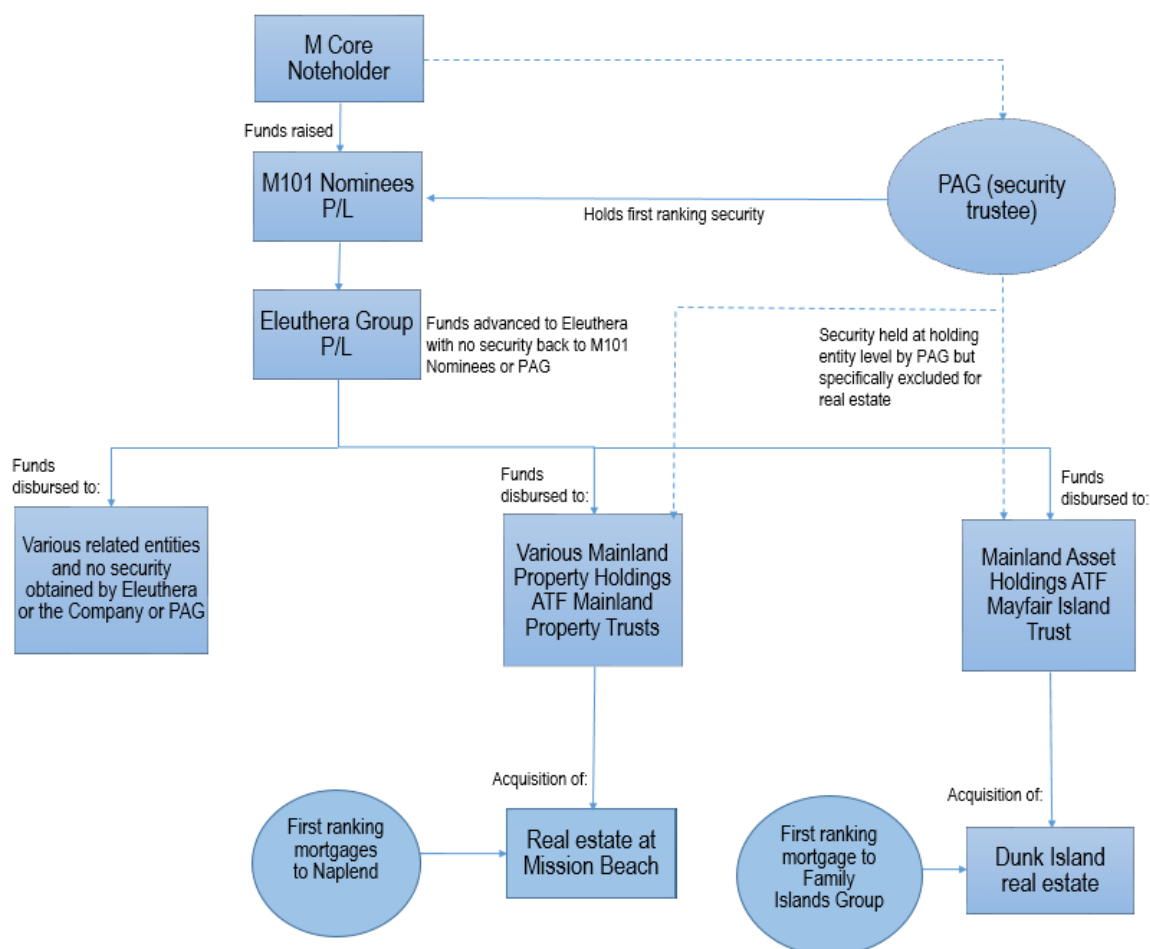 M Core
Noteholder
Funds raised
M101 Nominees
P/L
Holds first ranking security
PAG (security
trustee)
Eleuthera Group
P/L
Funds advanced to Eleuthera
with no security back to M101
Nominees or PAG
Security held at holding
entity level by PAG but
specifically excluded for
real estate
Funds
disbursed to:
Various related entities
and no security
obtained by Eleuthera
or the Company or PAG
Funds
disbursed to:
Various Mainland
Property Holdings
ATF Mainland
Property Trusts
Funds
disbursed to:
Mainland Asset
Holdings ATF
Mayfair Island
Trust
Acquisition of:
First ranking
mortgages
to Naplend
Real estate at
Mission Beach
Acquisition of:
First ranking
mortgage to
Family
Islands Group
Dunk Island
real estate